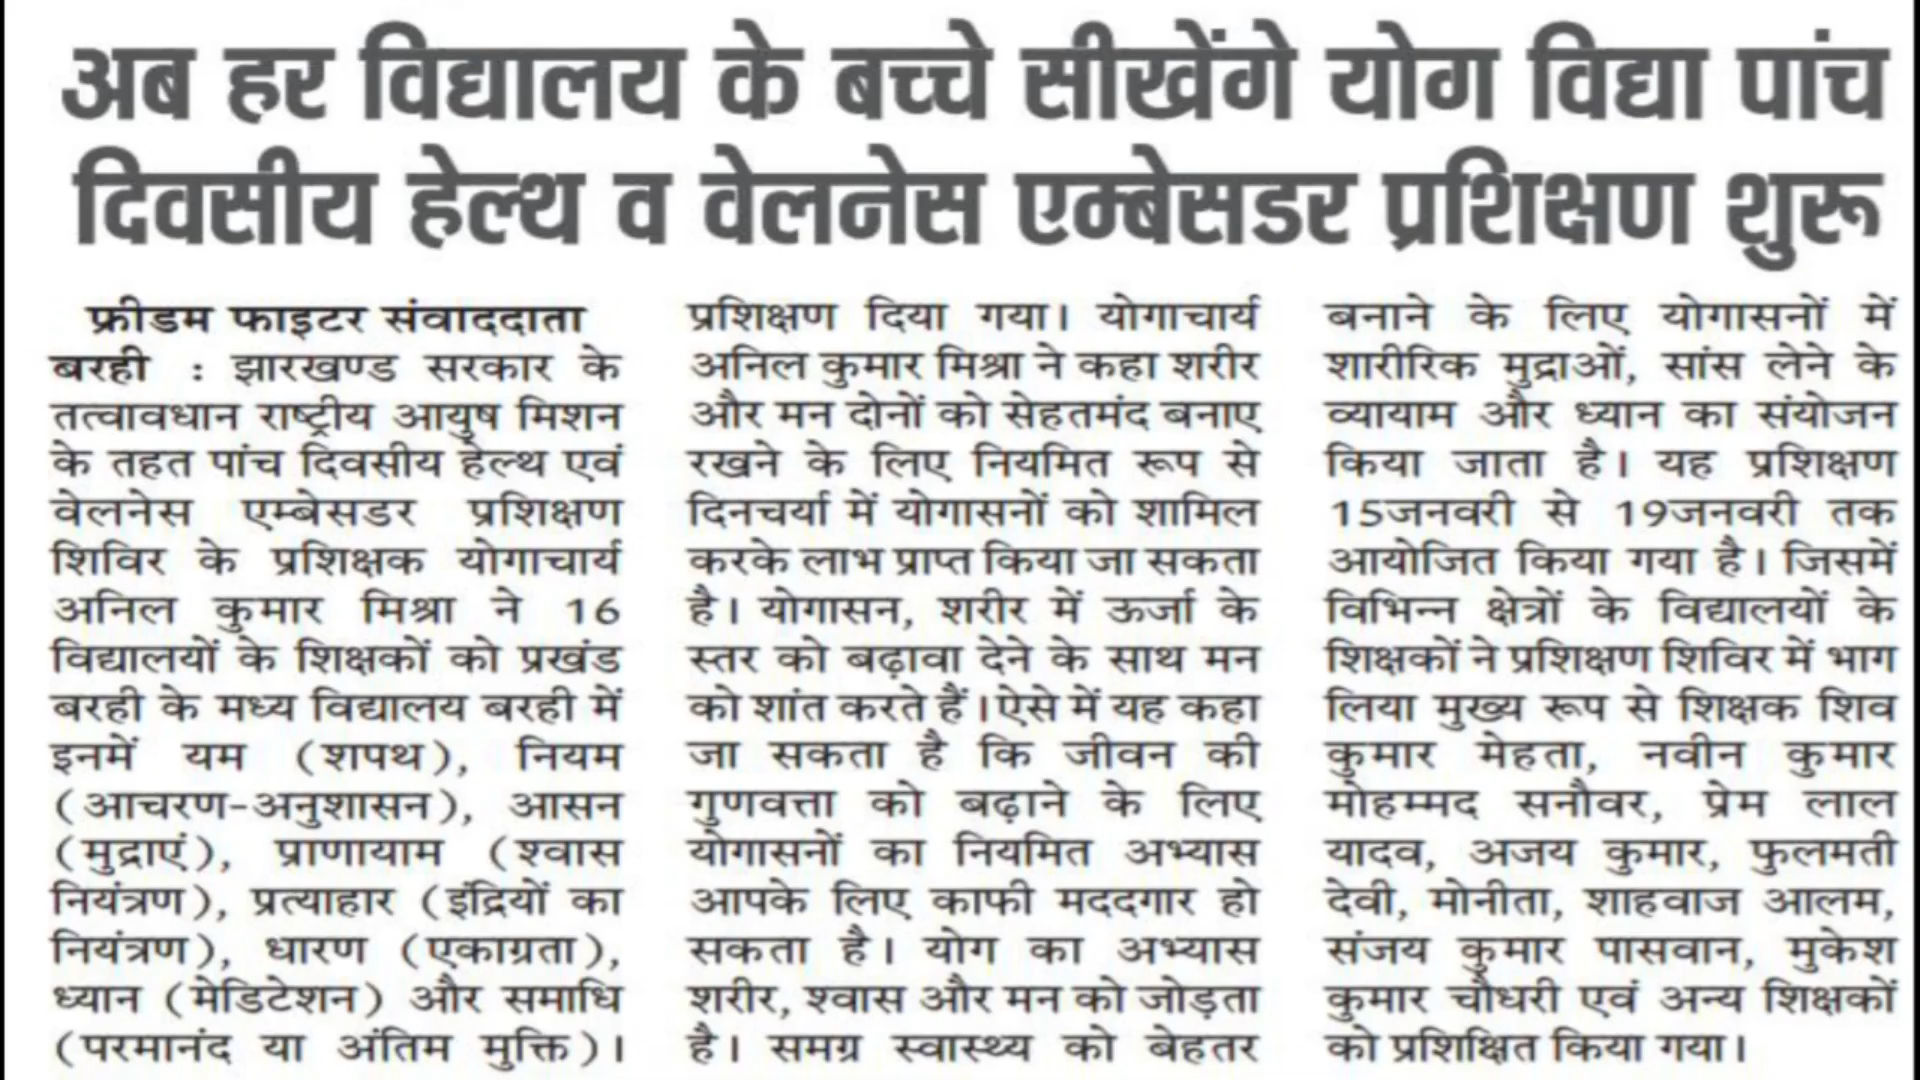 अब हर विद्यालय के बच्चे सीखेंगे योग विद्या पांच
दिवसीय हेल्थ व वेलनेस एम्बेसडर प्रशिक्षण शुरू
फ्रीडम फाइटर संवाददाता
बरही : झारखण्ड सरकार के
तत्वावधान राष्ट्रीय आयुष मिशन
के तहत पांच दिवसीय हेल्थ एवं
वेलनेस एम्बेसडर प्रशिक्षण
शिविर के प्रशिक्षक योगाचार्य
अनिल कुमार मिश्रा ने 16
विद्यालयों के शिक्षकों को प्रखंड
बरही के मध्य विद्यालय बरही में
इनमें यम (शपथ), नियम
(आचरण-अनुशासन), आसन
(मुद्राएं), प्राणायाम (श्वास
नियंत्रण), प्रत्याहार (इंद्रियों का
नियंत्रण), धारण (एकाग्रता),
ध्यान (मेडिटेशन) और समाधि
(परमानंद या अंतिम मुक्ति)।
प्रशिक्षण दिया गया। योगाचार्य
अनिल कुमार मिश्रा ने कहा शरीर
और मन दोनों को सेहतमंद बनाए
रखने के लिए नियमित रूप से
दिनचर्या में योगासनों को शामिल
करके लाभ प्राप्त किया जा सकता
है। योगासन, शरीर में ऊर्जा के
स्तर को बढ़ावा देने के साथ मन
को शांत करते हैं।ऐसे में यह कहा
जा सकता है कि जीवन की
गुणवत्ता को बढ़ाने के लिए
योगासनों का नियमित अभ्यास
आपके लिए काफी मददगार हो
सकता है। योग का अभ्यास
शरीर, श्वास और मन को जोड़ता
है। समग्र स्वास्थ्य को बेहतर
बनाने के लिए योगासनों में
शारीरिक मुद्राओं, सांस लेने के
व्यायाम और ध्यान का संयोजन
किया जाता है। यह प्रशिक्षण
15जनवरी से 19जनवरी तक
आयोजित किया गया है। जिसमें
विभिन्न क्षेत्रों के विद्यालयों के
शिक्षकों ने प्रशिक्षण शिविर में भाग
लिया मुख्य रूप से शिक्षक शिव
कुमार मेहता, नवीन कुमार
मोहम्मद सनौवर, प्रेम लाल
यादव, अजय कुमार, फुलमती
देवी, मोनीता, शाहवाज आलम,
संजय कुमार पासवान, मुकेश
कुमार चौधरी एवं अन्य शिक्षकों
को प्रशिक्षित किया गया।